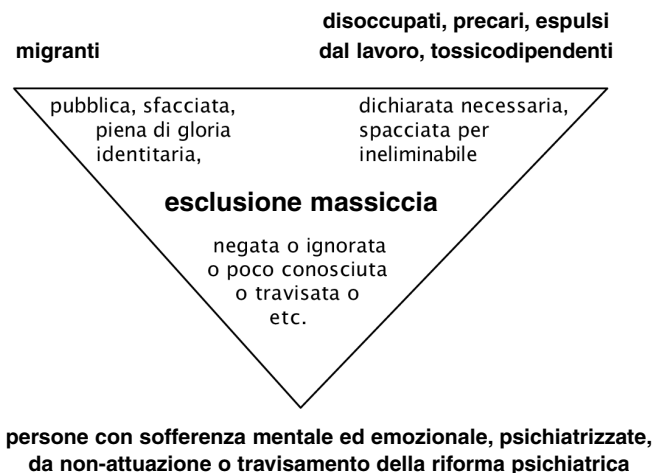 disoccupati, precari, espulsi
migranti
dal lavoro, tossicodipendenti
pubblica, sfacciata,
piena di gloria
identitaria,
dichiarata necessaria,
spacciata per
ineliminabile
esclusione massiccia
negata o ignorata
o poco conosciuta
o travisata o
etc.
persone con sofferenza mentale ed emozionale, psichiatrizzate,
da non-attuazione o travisamento della riforma psichiatrica